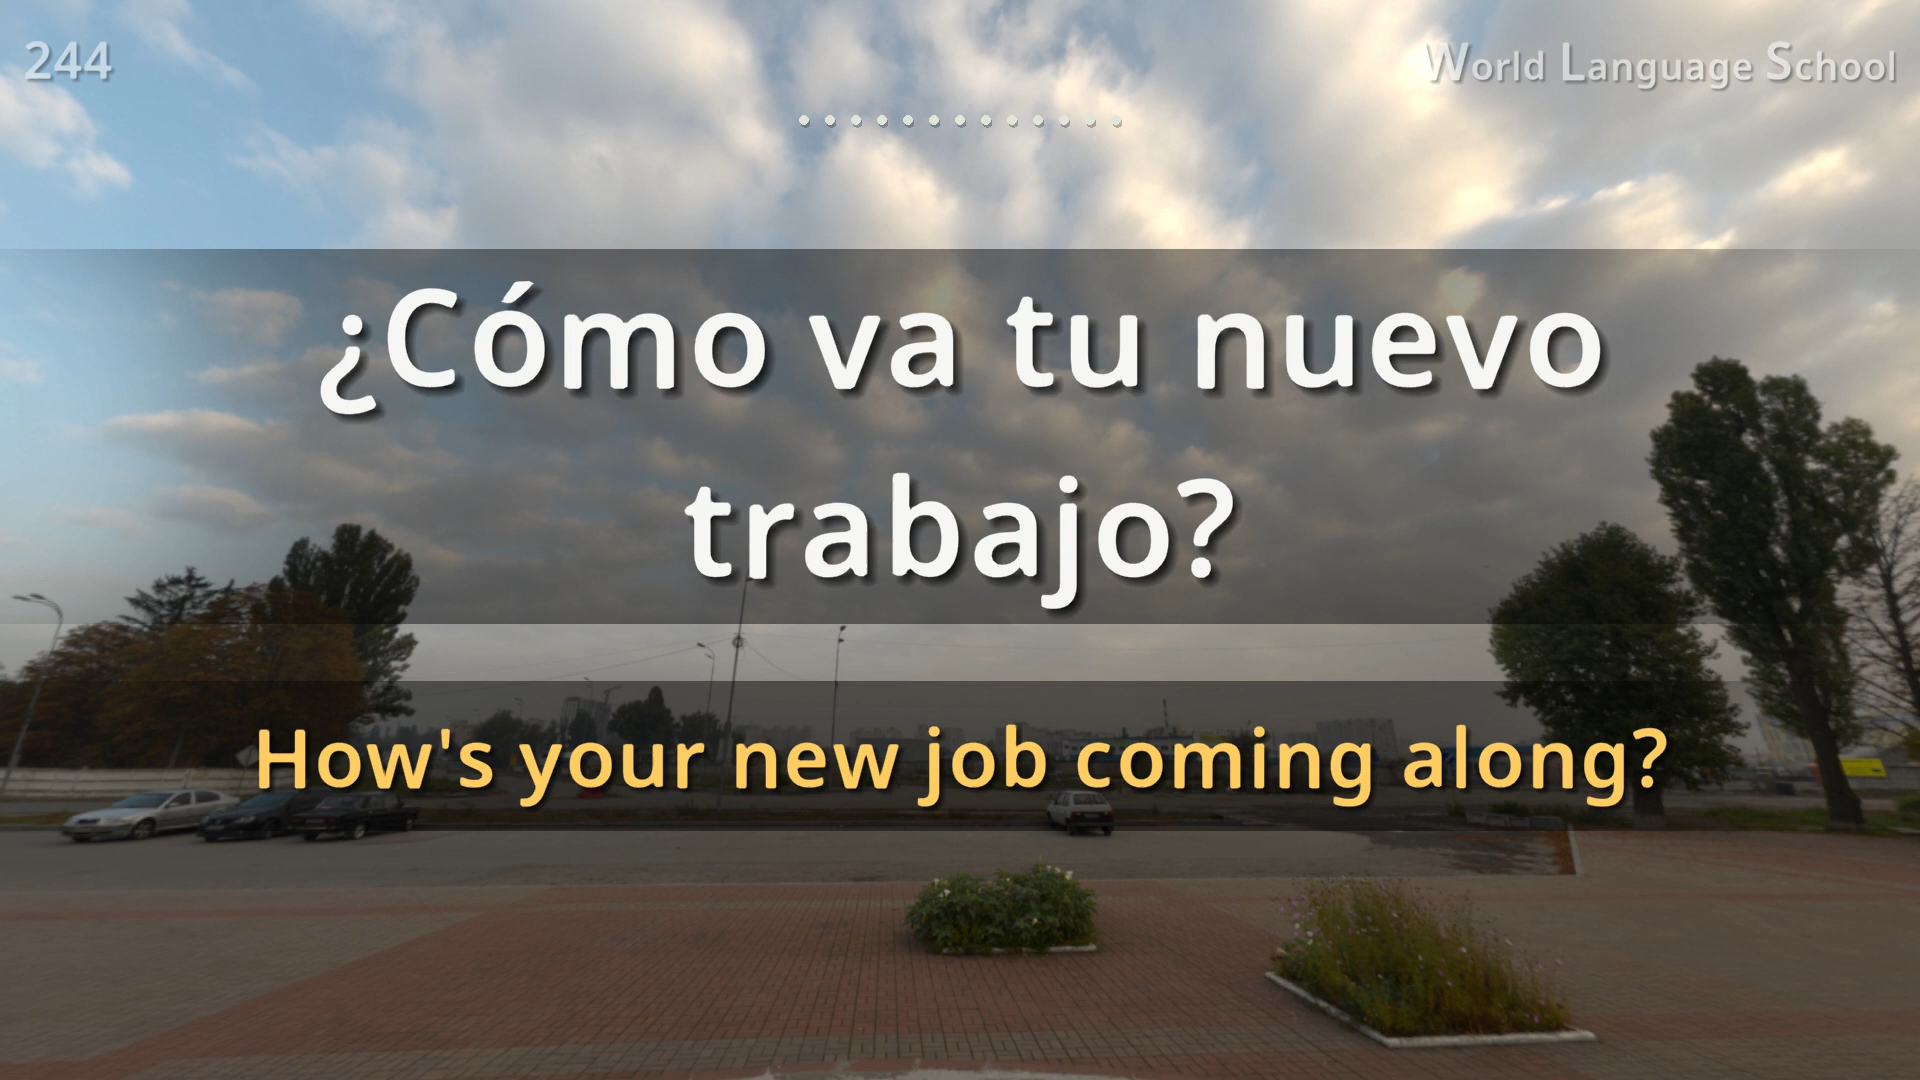 244
World Language School
¿Cómo va tu nuevo
trabajo?
How's your new job coming along?